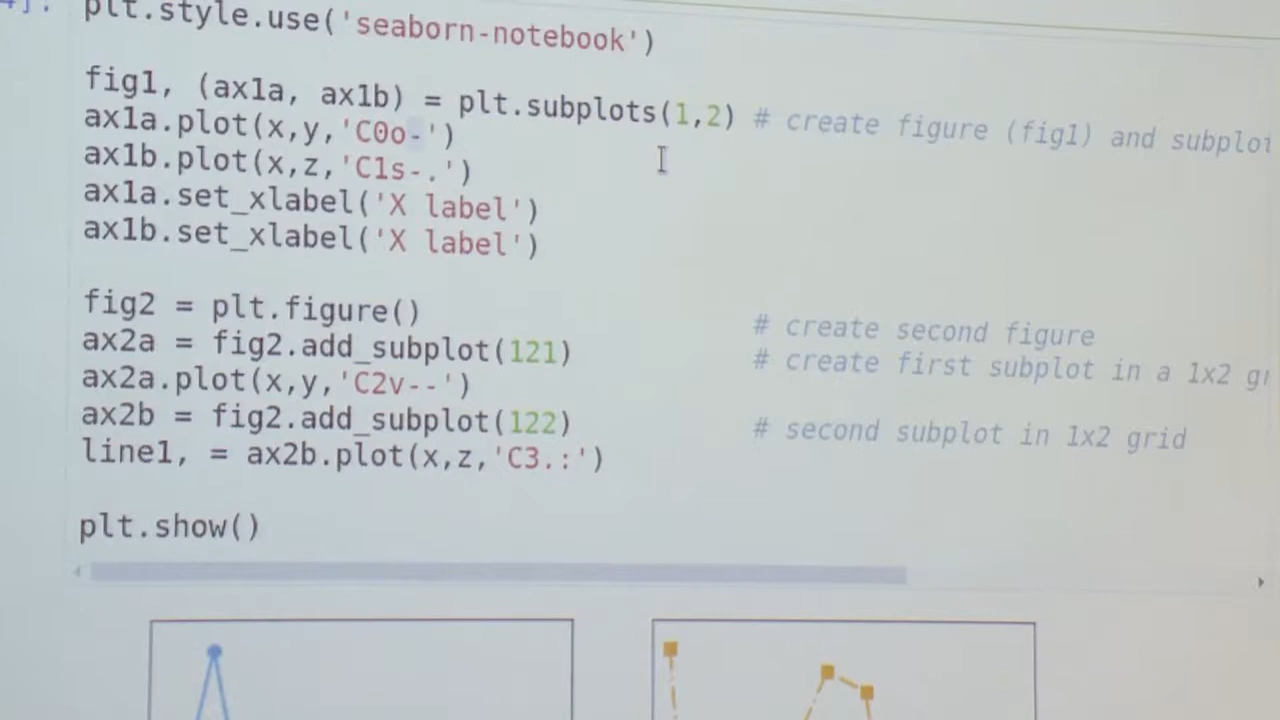 plt.style.use('seaborn-notebook')
fig1, (ax1a, ax1b) = plt.subplots(1,2) # create figure (fig1) and
ax1a.plot(x,y,'C0o-')
ax1b.plot(x,z,'C1s-.')
ax1a.set_xlabel('X label')
ax1b.set_xlabel('X label')
fig2 = plt.figure() # create second figure
ax2a = fig2.add_subplot(121) # create first subplot in a 1x2
ax2a.plot(x,y,'C2v--')
ax2b = fig2.add_subplot(122) # second subplot in 1x2 grid
line1, = ax2b.plot(x,z,'C3.:')
plt.show()